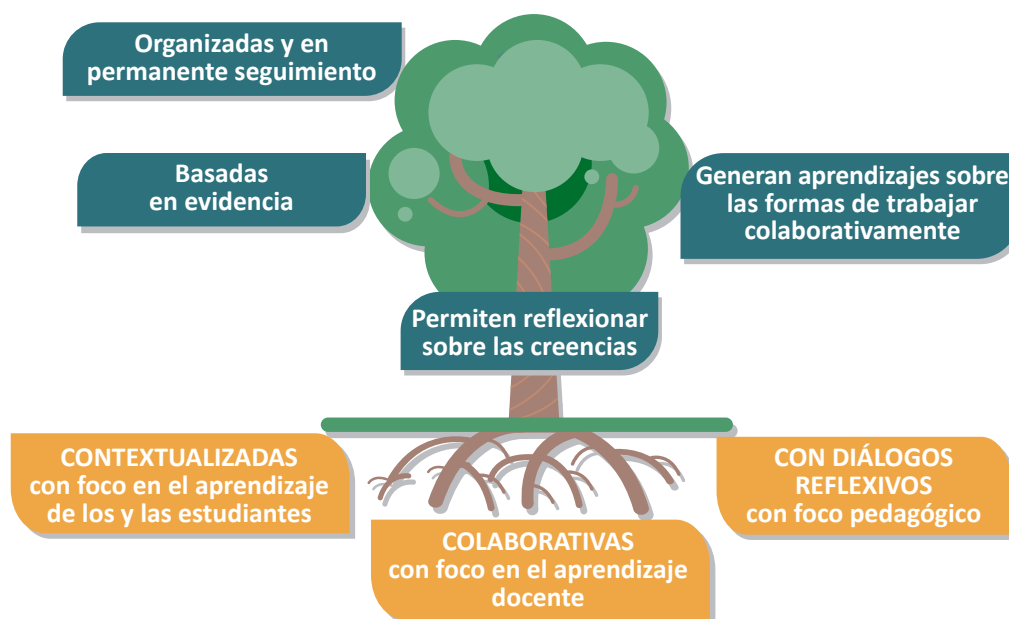 Organizadas y en
permanente seguimiento
Basadas
en evidencia
Generan aprendizajes sobre
las formas de trabajar
colaborativamente
Permiten reflexionar
sobre las creencias
CONTEXTUALIZADAS
con foco en el aprendizaje
de los y las estudiantes
COLABORATIVAS
con foco en el aprendizaje
docente
CON DIÁLOGOS
REFLEXIVOS
con foco pedagógico